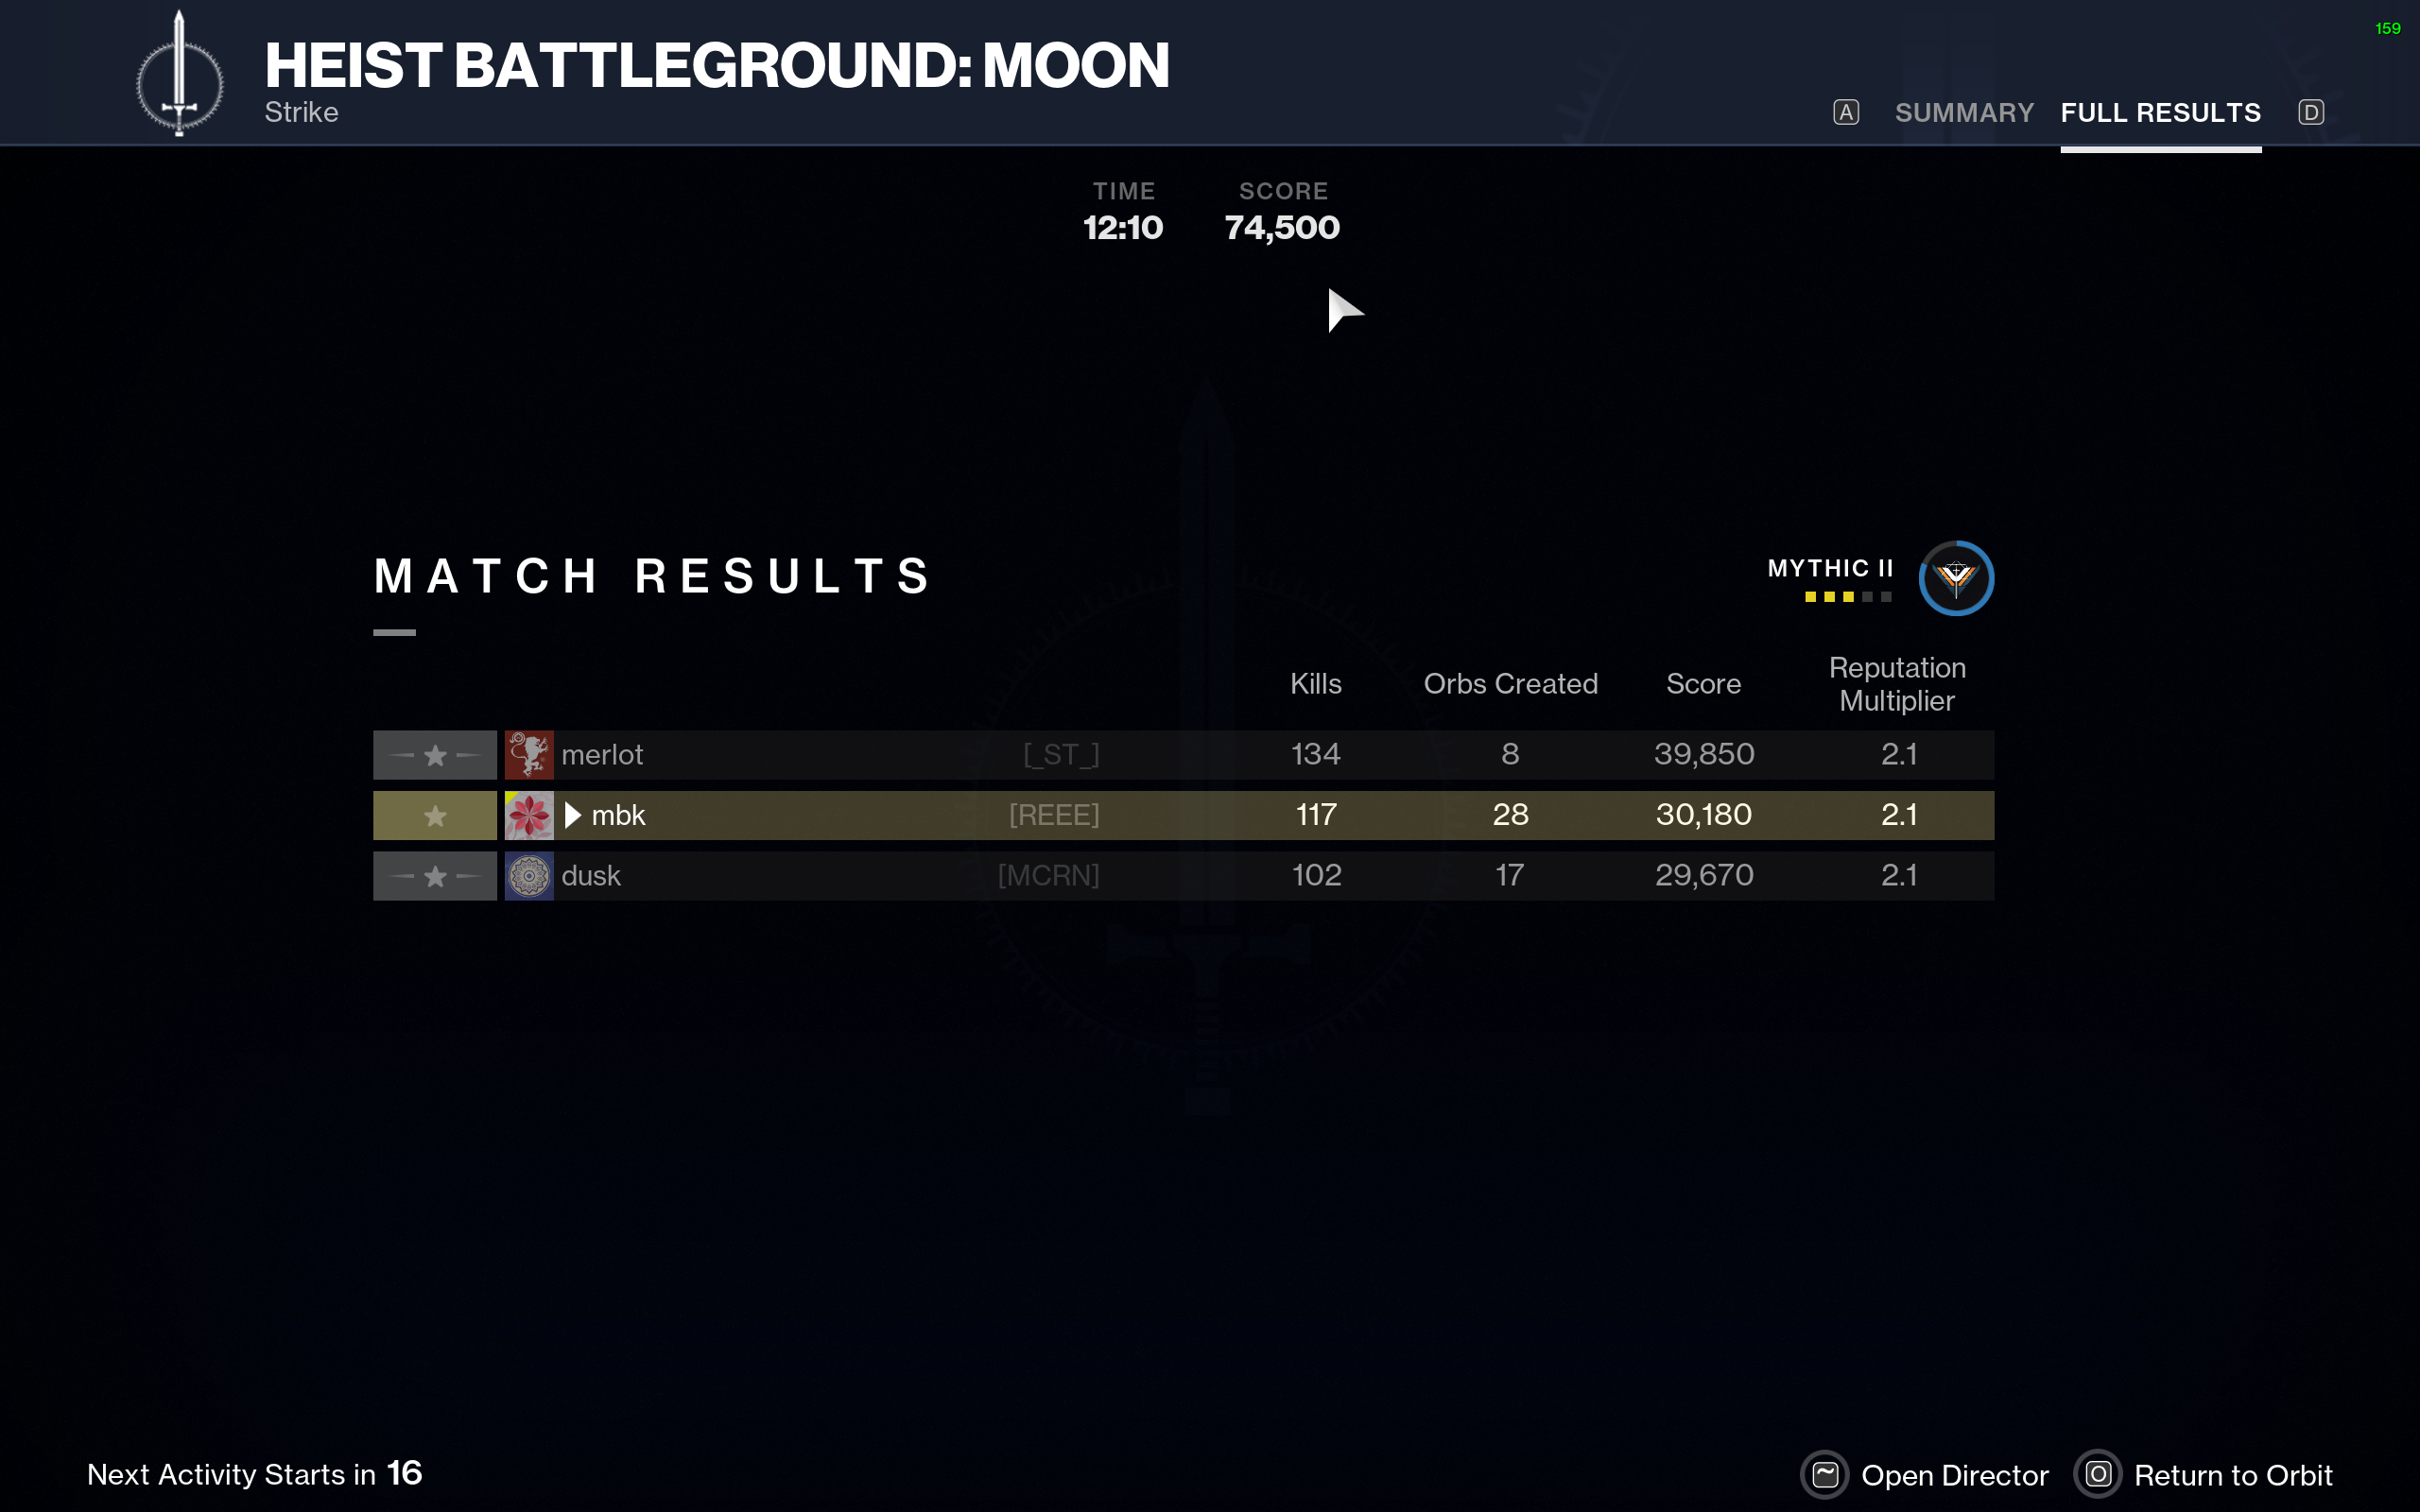 159
HEIST BATTLEGROUND: MOON
Strike
A SUMMARY FULL RESULTS D
TIME SCORE
12:10 74,500
MATCH RESULTS
MYTHIC II
Kills Orbs Created Score Reputation Multiplier
merlot [_ST_] 134 8 39,850 2.1
mbk [REEE] 117 28 30,180 2.1
dusk [MCRN] 102 17 29,670 2.1
Next Activity Starts in 16
~ Open Director O Return to Orbit